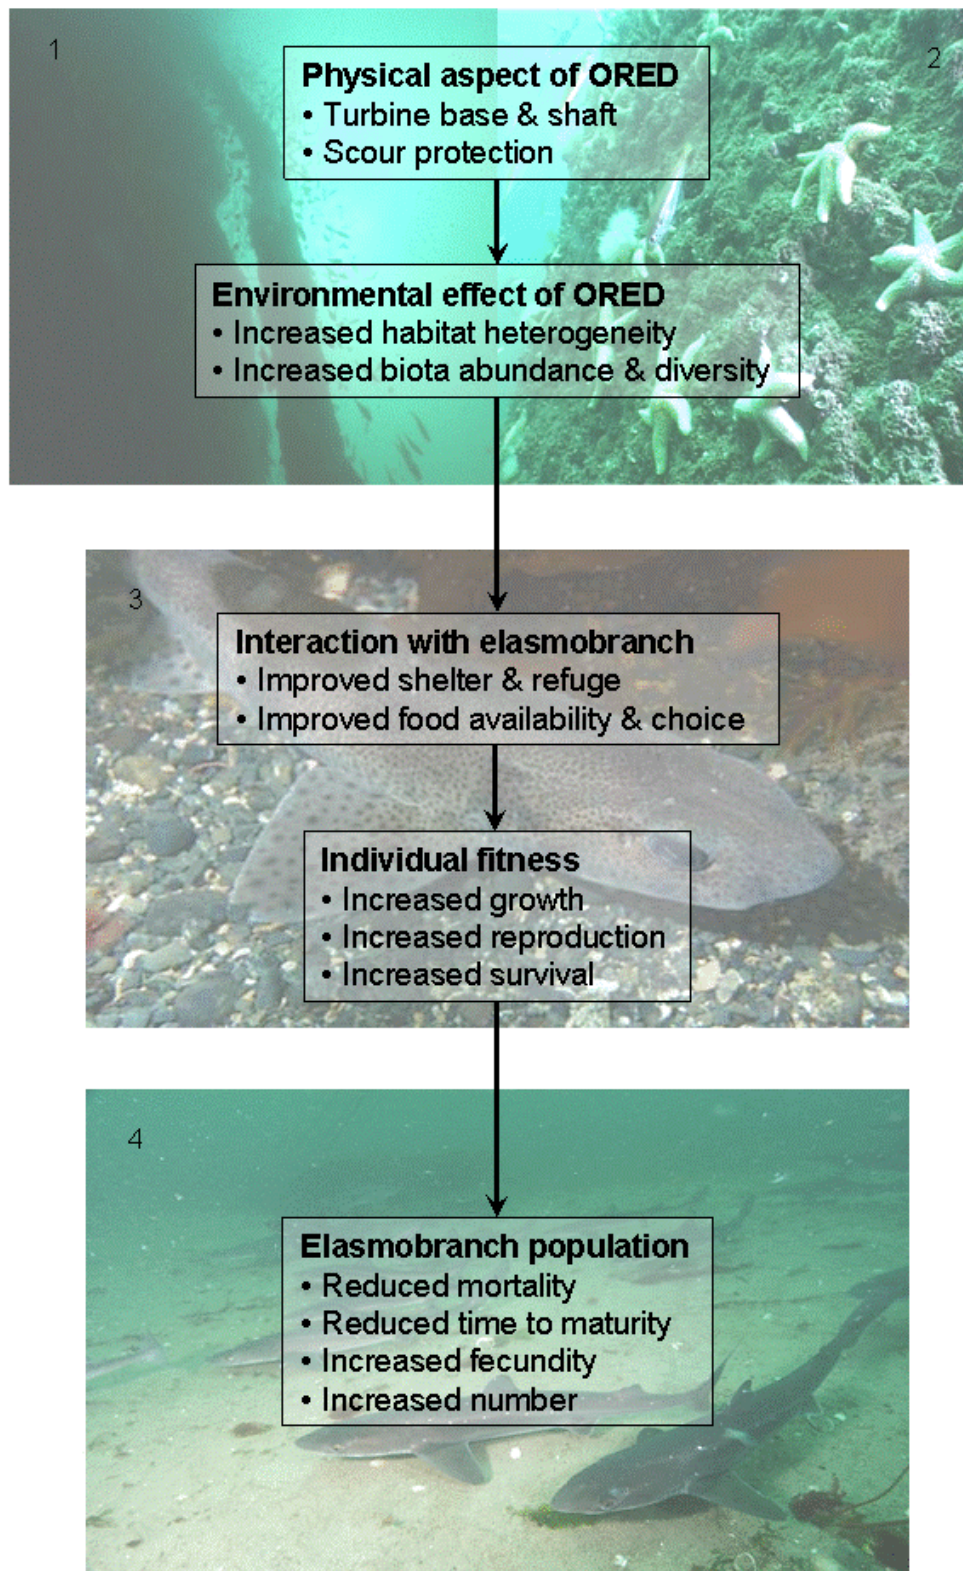 1
2
Physical aspect of ORED
• Turbine base & shaft
• Scour protection
Environmental effect of ORED
• Increased habitat heterogeneity
• Increased biota abundance & diversity
3
Interaction with elasmobranch
• Improved shelter & refuge
• Improved food availability & choice
Individual fitness
• Increased growth
• Increased reproduction
• Increased survival
4
Elasmobranch population
• Reduced mortality
• Reduced time to maturity
• Increased fecundity
• Increased number